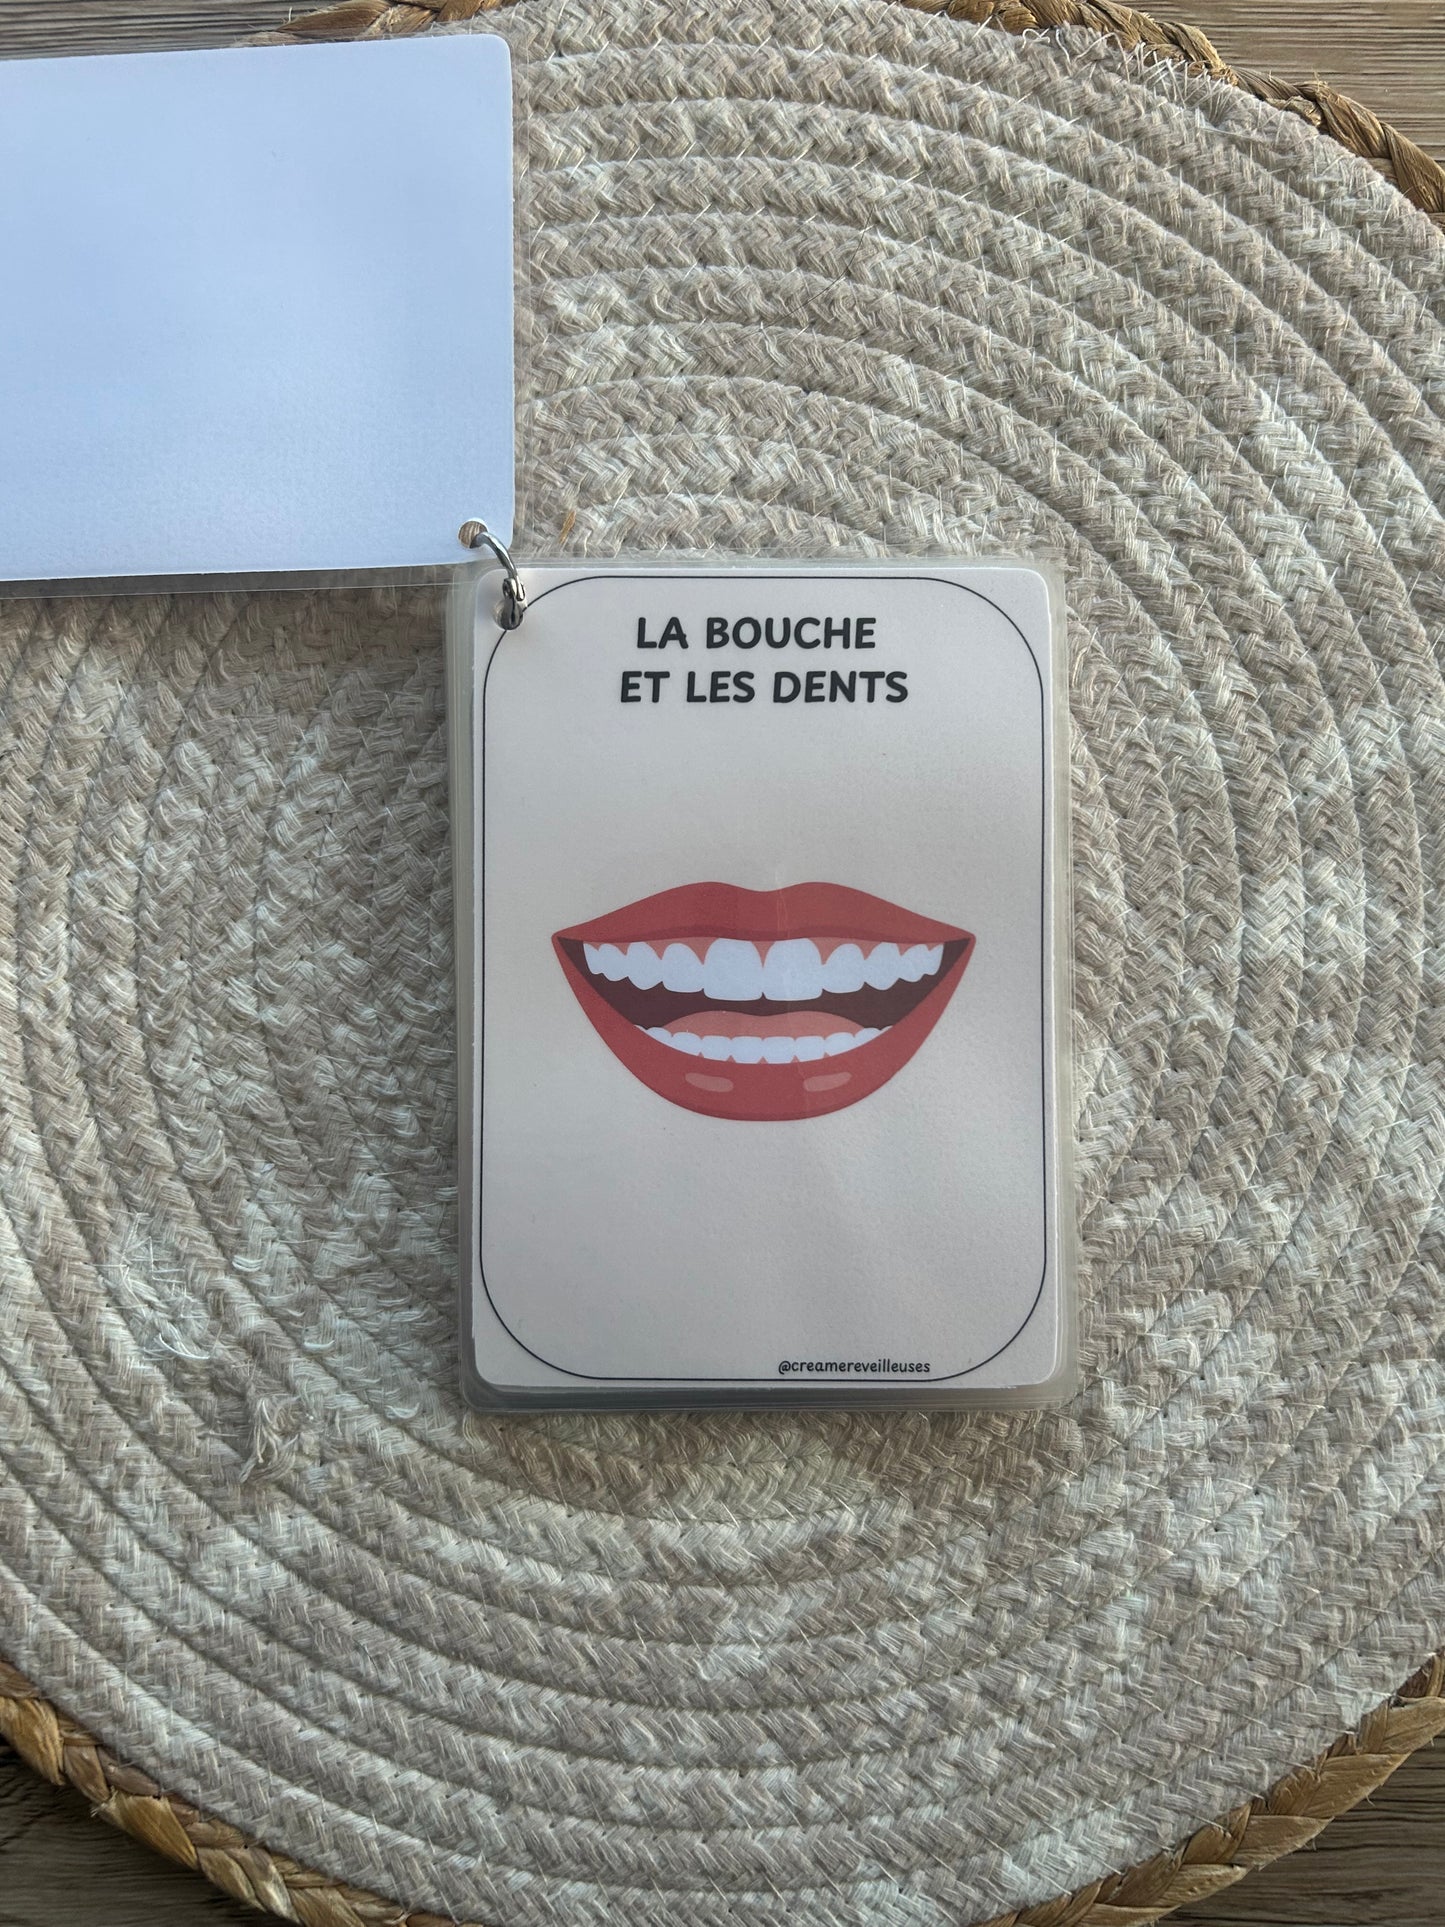 LA BOUCHE
ET LES DENTS
@creamereveilleuses